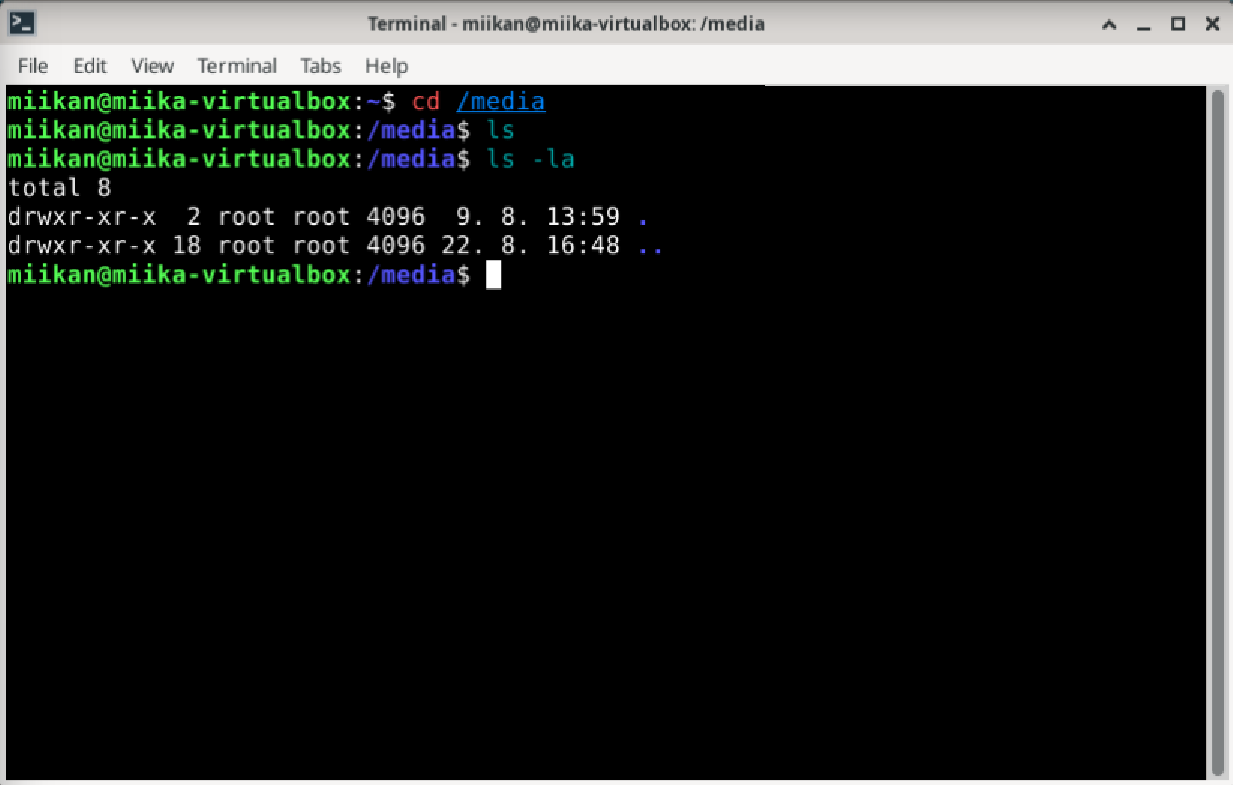 Terminal - miikan@miika-virtualbox: /media
File Edit View Terminal Tabs Help
miikan@miika-virtualbox:~$ cd /media
miikan@miika-virtualbox:/media$ ls
miikan@miika-virtualbox:/media$ ls -la
total 8
drwxr-xr-x  2 root root 4096  9. 8. 13:59 .
drwxr-xr-x 18 root root 4096 22. 8. 16:48 ..
miikan@miika-virtualbox:/media$